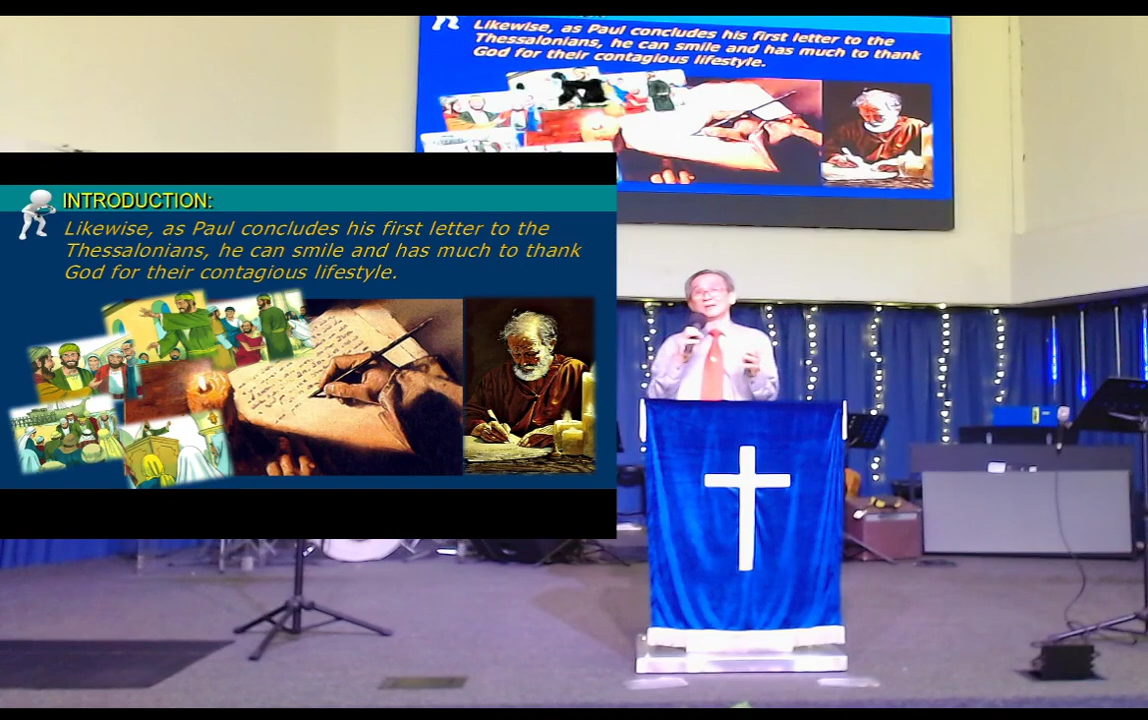 Likewise, as Paul concludes his first letter to the
Thessalonians, he can smile and has much to thank
God for their contagious lifestyle.
INTRODUCTION:
Likewise, as Paul concludes his first letter to the
Thessalonians, he can smile and has much to thank
God for their contagious lifestyle.